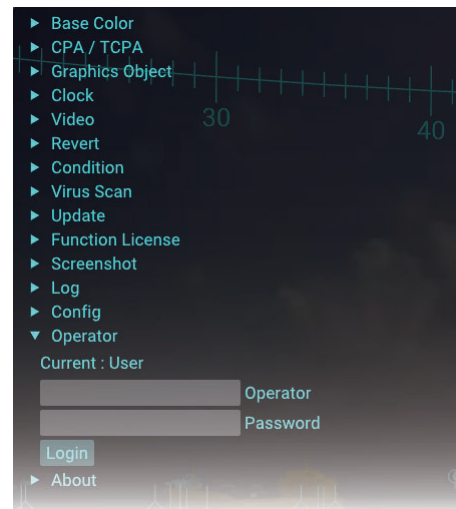 Base Color
CPA / TCPA
Graphics Object
Clock
Video
30
40
Revert
Condition
Virus Scan
Update
Function License
Screenshot
Log
Config
Operator
Current : User
Operator
Password
Login
About